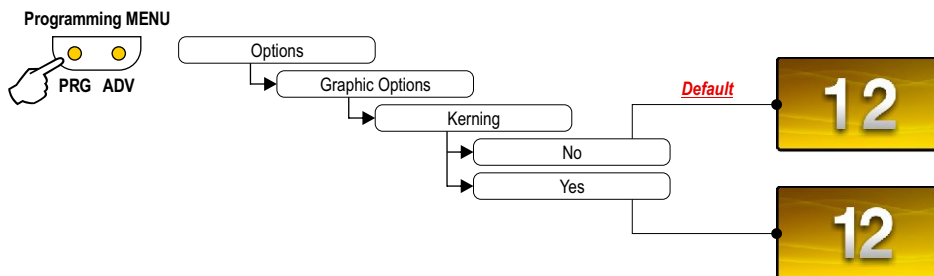 Programming MENU
PRG ADV
Options
Graphic Options
Kerning
No
Yes
Default
12
12